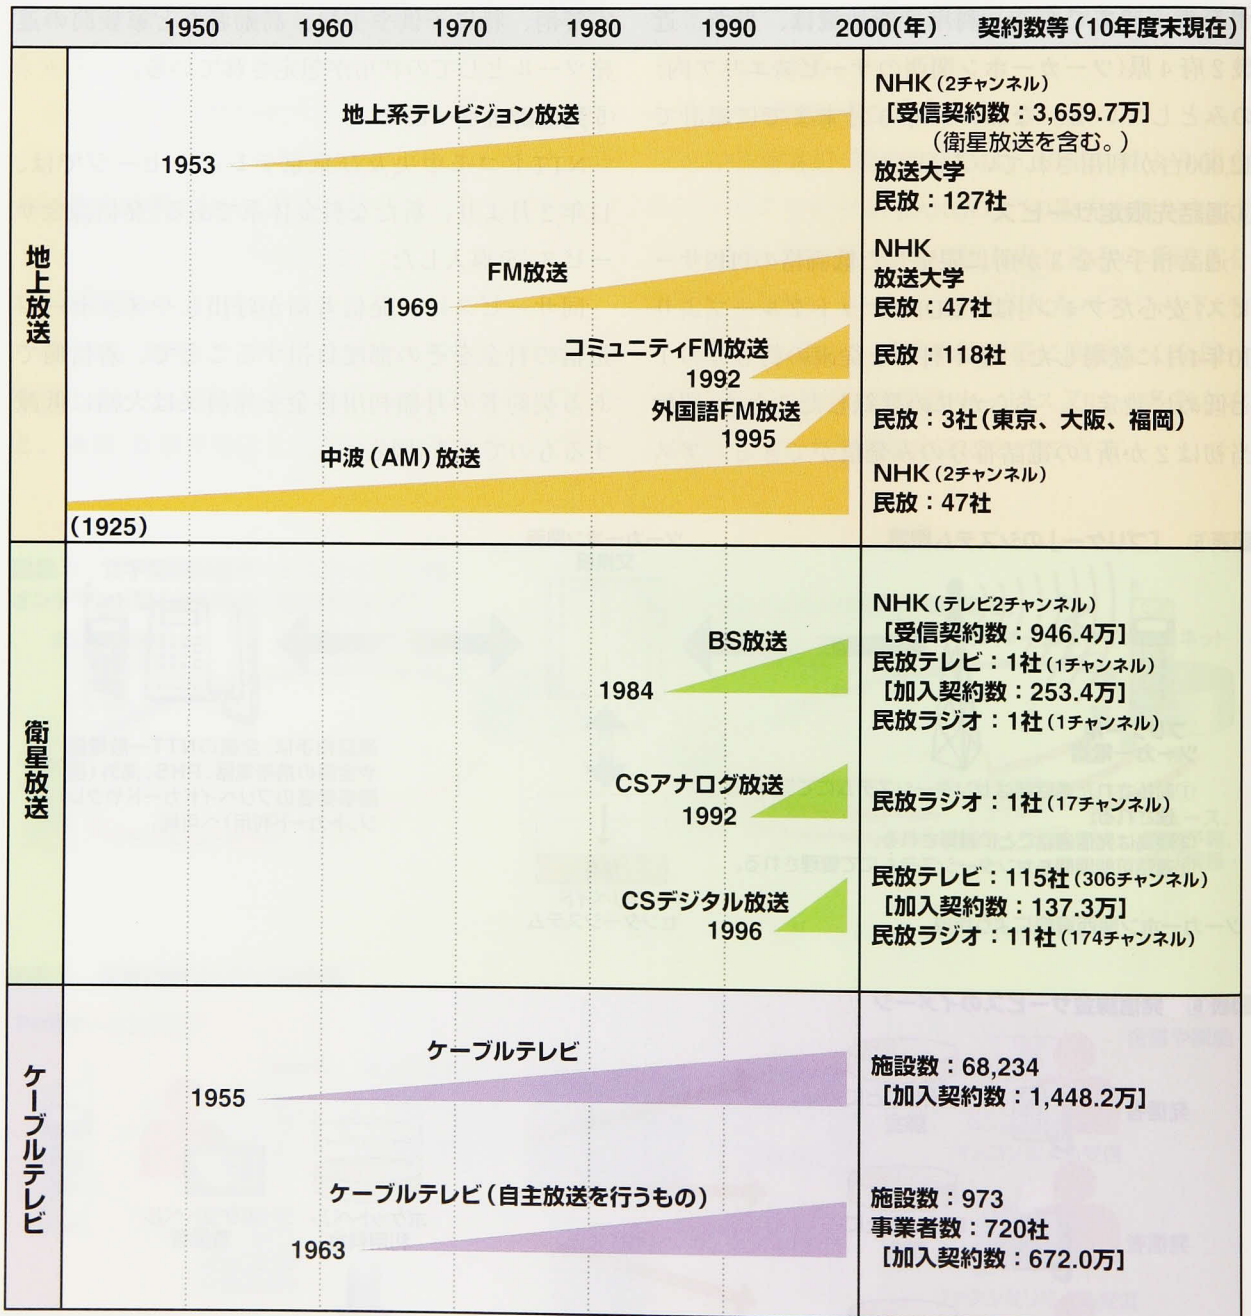 1950 1960 1970 1980 1990 2000(年) 契約数等(10年度末現在)
地上放送
地上系テレビジョン放送
1953
NHK(2チャンネル)
[受信契約数:3,659.7万]
(衛星放送を含む。)
放送大学
民放:127社
FM放送
1969
NHK
放送大学
民放:47社
コミュニティFM放送
1992
民放:118社
外国語FM放送
1995
民放:3社(東京、大阪、福岡)
中波(AM)放送
(1925)
NHK(2チャンネル)
民放:47社
衛星放送
BS放送
1984
NHK(テレビ2チャンネル)
[受信契約数:946.4万]
民放テレビ:1社(1チャンネル)
[加入契約数:253.4万]
民放ラジオ:1社(1チャンネル)
CSアナログ放送
1992
民放ラジオ:1社(17チャンネル)
CSデジタル放送
1996
民放テレビ:115社(306チャンネル)
[加入契約数:137.3万]
民放ラジオ:11社(174チャンネル)
ケーブルテレビ
ケーブルテレビ
1955
施設数:68,234
[加入契約数:1,448.2万]
ケーブルテレビ(自主放送を行うもの)
1963
施設数:973
事業者数:720社
[加入契約数:672.0万]